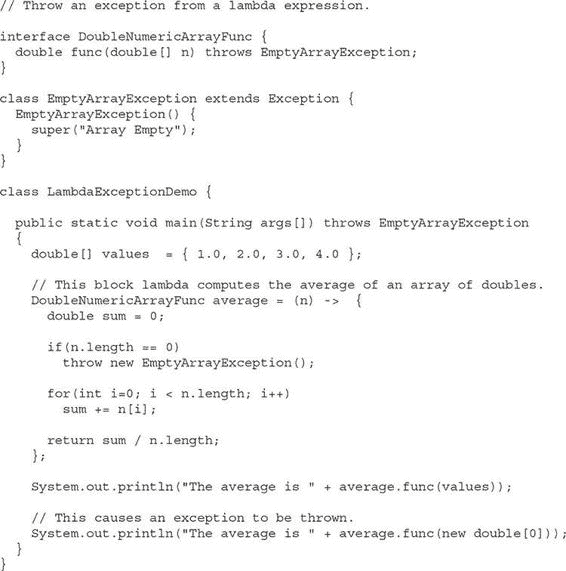 // Throw an exception from a lambda expression.

interface DoubleNumericArrayFunc {
  double func(double[] n) throws EmptyArrayException;
}

class EmptyArrayException extends Exception {
  EmptyArrayException() {
    super("Array Empty");
  }
}

class LambdaExceptionDemo {

  public static void main(String args[]) throws EmptyArrayException
  {
    double[] values  = { 1.0, 2.0, 3.0, 4.0 };

    // This block lambda computes the average of an array of doubles.
    DoubleNumericArrayFunc average = (n) ->  {
      double sum = 0;

      if(n.length == 0)
        throw new EmptyArrayException();

      for(int i=0; i < n.length; i++)
        sum += n[i];

      return sum / n.length;
    };

    System.out.println("The average is " + average.func(values));

    // This causes an exception to be thrown.
    System.out.println("The average is " + average.func(new double[0]));
  }
}